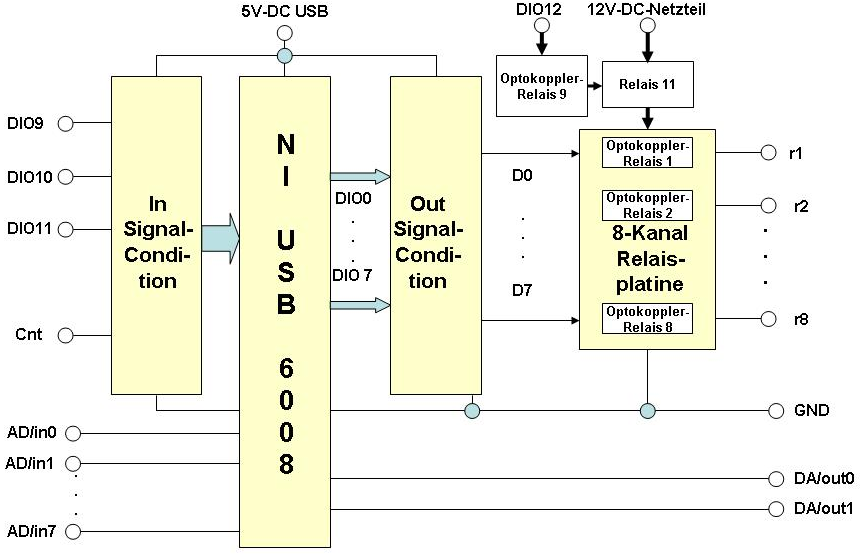 5V-DC USB
DIO12
12V-DC-Netzteil
Optokoppler-
Relais 9
Relais 11
DIO9
DIO10
DIO11
Cnt
In
Signal-
Condi-
tion
N
I
U
S
B
6
0
0
8
DIO0
.
.
.
DIO 7
Out
Signal-
Condi-
tion
D0
.
.
.
D7
Optokoppler-
Relais 1
Optokoppler-
Relais 2
8-Kanal
Relais-
platine
Optokoppler-
Relais 8
r1
r2
.
.
.
r8
GND
AD/in0
AD/in1
.
.
.
AD/in7
DA/out0
DA/out1